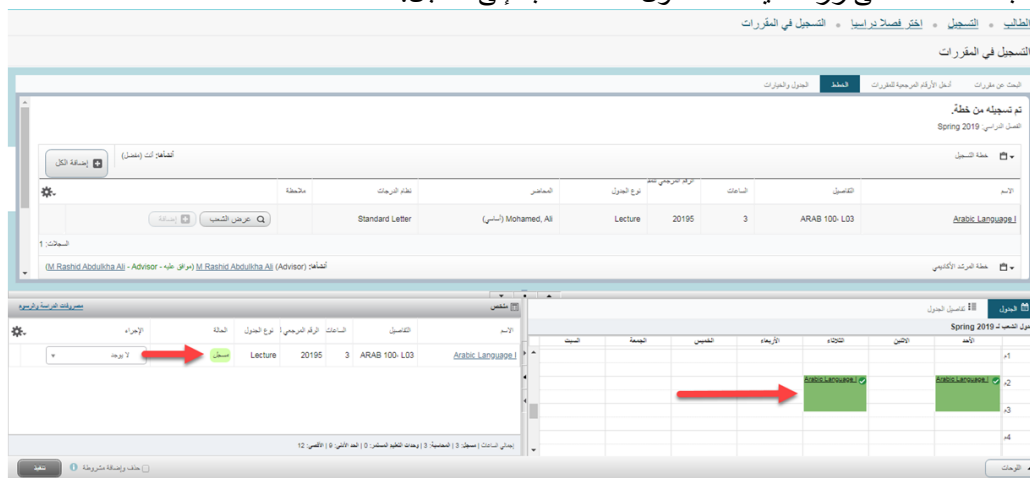 الطالب • التسجيل • اختر فصلا دراسيا • التسجيل في المقررات
التسجيل في المقررات
البحث عن مقررات أدخل الأرقام المرجعية للمقررات الخطط الجدول والخيارات
تم تسجيله من خطة.
الفصل الدراسي: Spring 2019
خطة التسجيل أنشأها: أنت (مفضل) إضافة الكل
الاسم التفاصيل الساعات الرقم المرجعي للمقرر نوع الجدول المحاضر نظام الدرجات ملاحظة
Arabic Language I ARAB 100- L03 3 20195 Lecture Mohamed, Ali (أساسي) Standard Letter عرض الشعب إضافة
السجلات: 1
خطة المرشد الأكاديمي أنشأها: M Rashid Abdulkha Ali (Advisor) (موافق عليه - M Rashid Abdulkha Ali - Advisor)
الجدول تفاصيل الجدول
جدول الشعب لـ Spring 2019
الأحد الاثنين الثلاثاء الأربعاء الخميس الجمعة السبت
1م
2م Arabic Language I Arabic Language I
3م
4م
ملخص مصروفات الدراسة والرسوم
الاسم التفاصيل الساعات الرقم المرجعي نوع الجدول الحالة الإجراء
Arabic Language I ARAB 100- L03 3 20195 Lecture مسجل لا يوجد
إجمالي الساعات | مسجل: 3 | المحاسبة: 3 | وحدات التعليم المستمر: 0 | الحد الأدنى: 9 | الأقصى: 12
اللوحات حذف وإضافة مشروطة تنفيذ